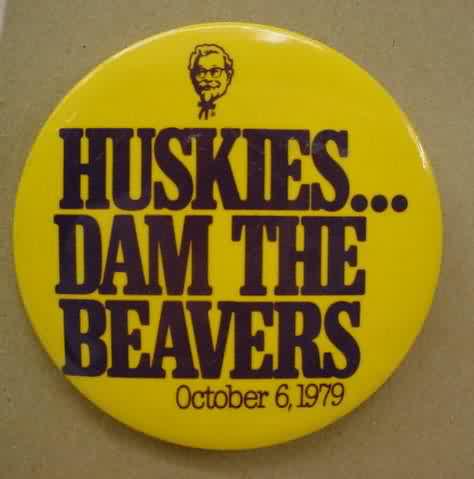 HUSKIES...
DAM THE
BEAVERS
October 6, 1979